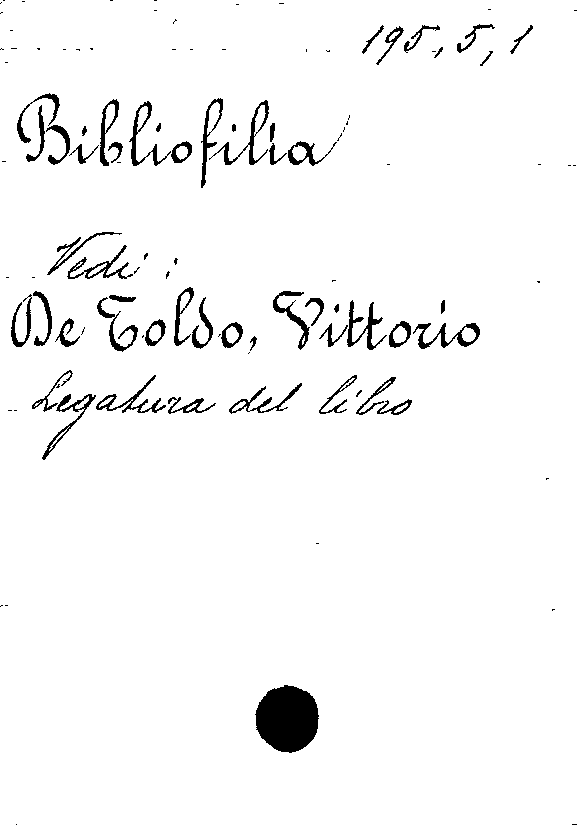 195,5,1
Bibliofilia
Vedi:
De Toldo, Vittorio
Legatura del libro